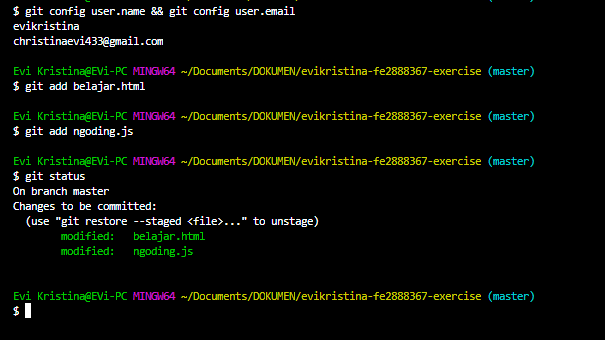 $ git config user.name && git config user.email
evikristina
christinaevi433@gmail.com
Evi Kristina@EVi-PC MINGW64 ~/Documents/DOKUMEN/evikristina-fe2888367-exercise (master)
$ git add belajar.html
Evi Kristina@EVi-PC MINGW64 ~/Documents/DOKUMEN/evikristina-fe2888367-exercise (master)
$ git add ngoding.js
Evi Kristina@EVi-PC MINGW64 ~/Documents/DOKUMEN/evikristina-fe2888367-exercise (master)
$ git status
On branch master
Changes to be committed:
  (use "git restore --staged <file>..." to unstage)
        modified:   belajar.html
        modified:   ngoding.js
Evi Kristina@EVi-PC MINGW64 ~/Documents/DOKUMEN/evikristina-fe2888367-exercise (master)
$